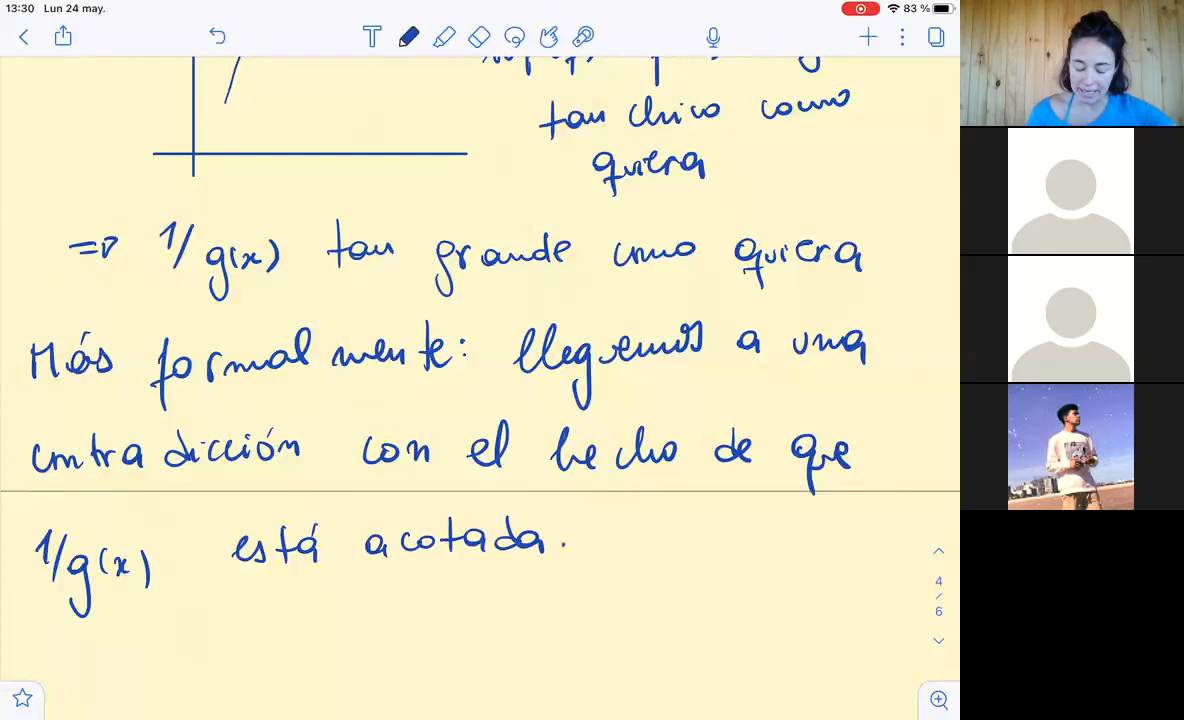 13:30 Lun 24 may.
83 %
tan chico como
quiera
=> 1/g(x) tan grande como quiera
Más formalmente: lleguemos a una
contradicción con el hecho de que
1/g(x) está acotada.
4
/
6